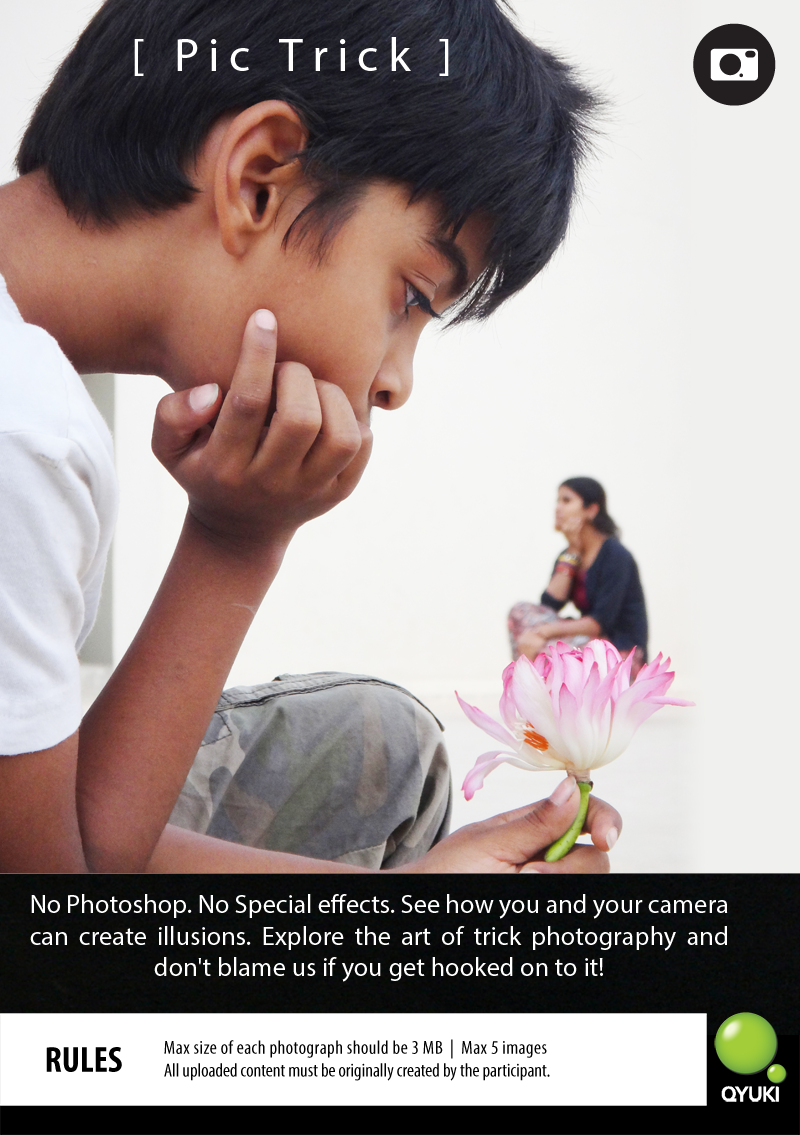 [ Pic Trick ]
No Photoshop. No Special effects. See how you and your camera
can create illusions. Explore the art of trick photography and
don't blame us if you get hooked on to it!
RULES
Max size of each photograph should be 3 MB | Max 5 images
All uploaded content must be originally created by the participant.
QYUKI